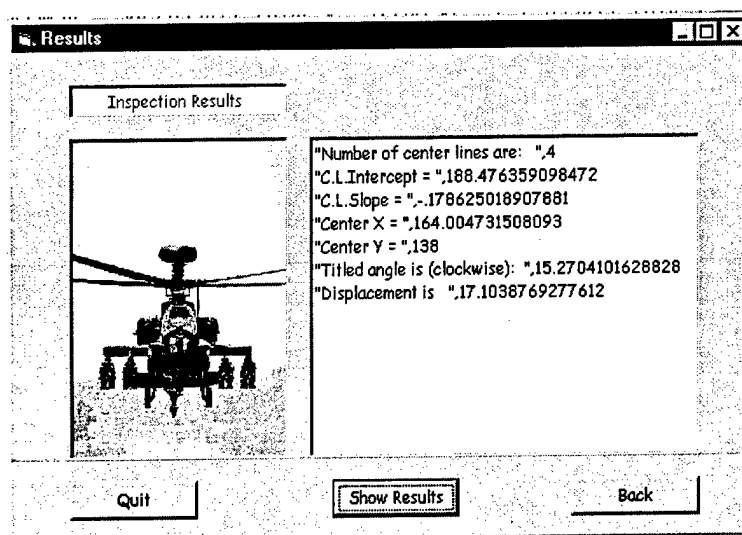 Results
Inspection Results
"Number of center lines are:   ",4
"C.L.Intercept = ",188.476359098472
"C.L.Slope = ",-.178625018907881
"Center X = ",164.004731508093
"Center Y = ",138
"Titled angle is (clockwise):  ",15.2704101628828
"Displacement is   ",17.1038769277612
Quit
Show Results
Back